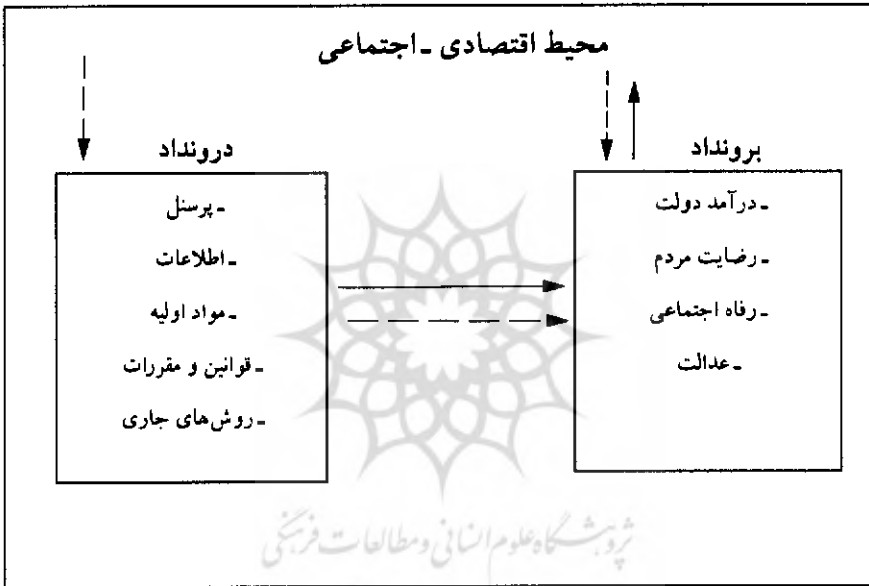 محیط اقتصادی ـ اجتماعی
درونداد
ـ پرسنل
ـ اطلاعات
ـ مواد اولیه
ـ قوانین و مقررات
ـ روش‌های جاری
برونداد
ـ درآمد دولت
ـ رضایت مردم
ـ رفاه اجتماعی
ـ عدالت
پژوهشگاه علوم انسانی و مطالعات فرهنگی